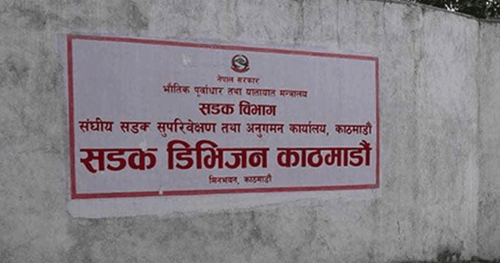 नेपाल सरकार
भौतिक पूर्वाधार तथा यातायात मन्त्रालय
सडक विभाग
संघीय सडक सुपरिवेक्षण तथा अनुगमन कार्यालय, काठमाडौं
सडक डिभिजन काठमाडौं
मिनभवन, काठमाडौं